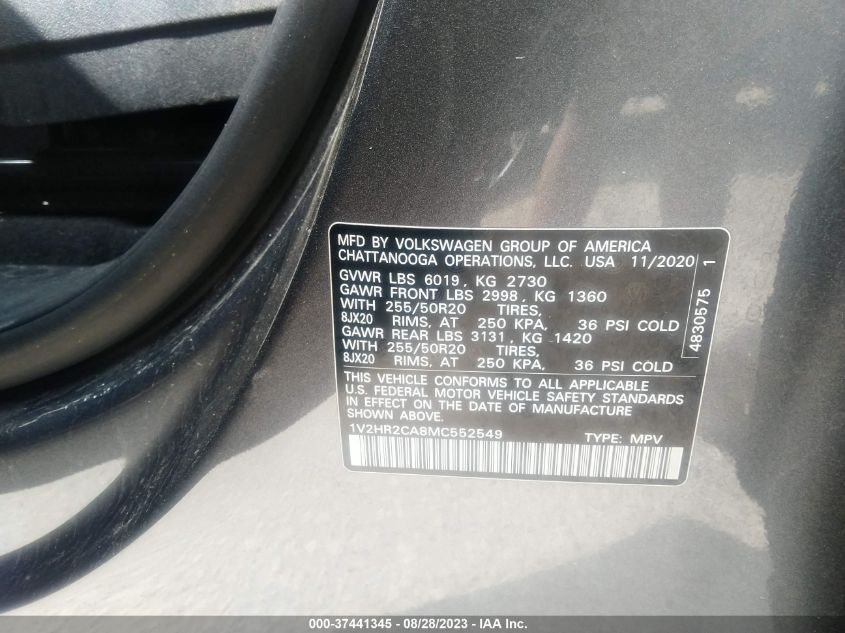 MFD BY VOLKSWAGEN GROUP OF AMERICA
CHATTANOOGA OPERATIONS, LLC. USA 11/2020
GVWR LBS 6019, KG 2730
GAWR FRONT LBS 2998, KG 1360
WITH 255/50R20 TIRES,
8JX20 RIMS, AT 250 KPA, 36 PSI COLD
GAWR REAR LBS 3131, KG 1420
WITH 255/50R20 TIRES,
8JX20 RIMS, AT 250 KPA, 36 PSI COLD
THIS VEHICLE CONFORMS TO ALL APPLICABLE
U.S. FEDERAL MOTOR VEHICLE SAFETY STANDARDS
IN EFFECT ON THE DATE OF MANUFACTURE
SHOWN ABOVE.
1V2HR2CA8MC552549 TYPE: MPV
4830575 1
000-37441345 | 08/28/2023 - IAA Inc.